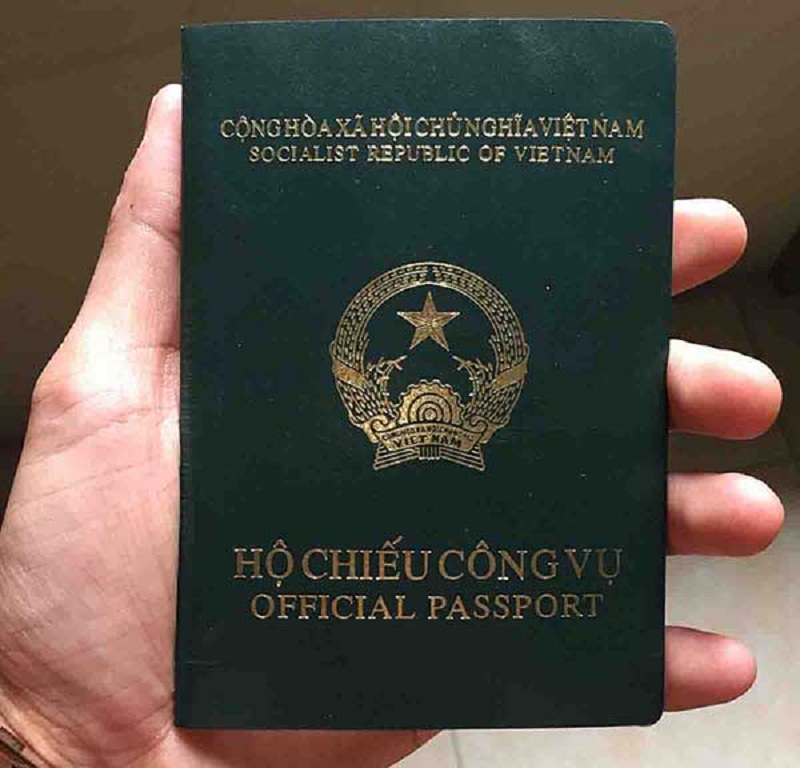 CỘNG HÒA XÃ HỘI CHỦ NGHĨA VIỆT NAM
SOCIALIST REPUBLIC OF VIETNAM
VIỆT NAM
HỘ CHIẾU CÔNG VỤ
OFFICIAL PASSPORT